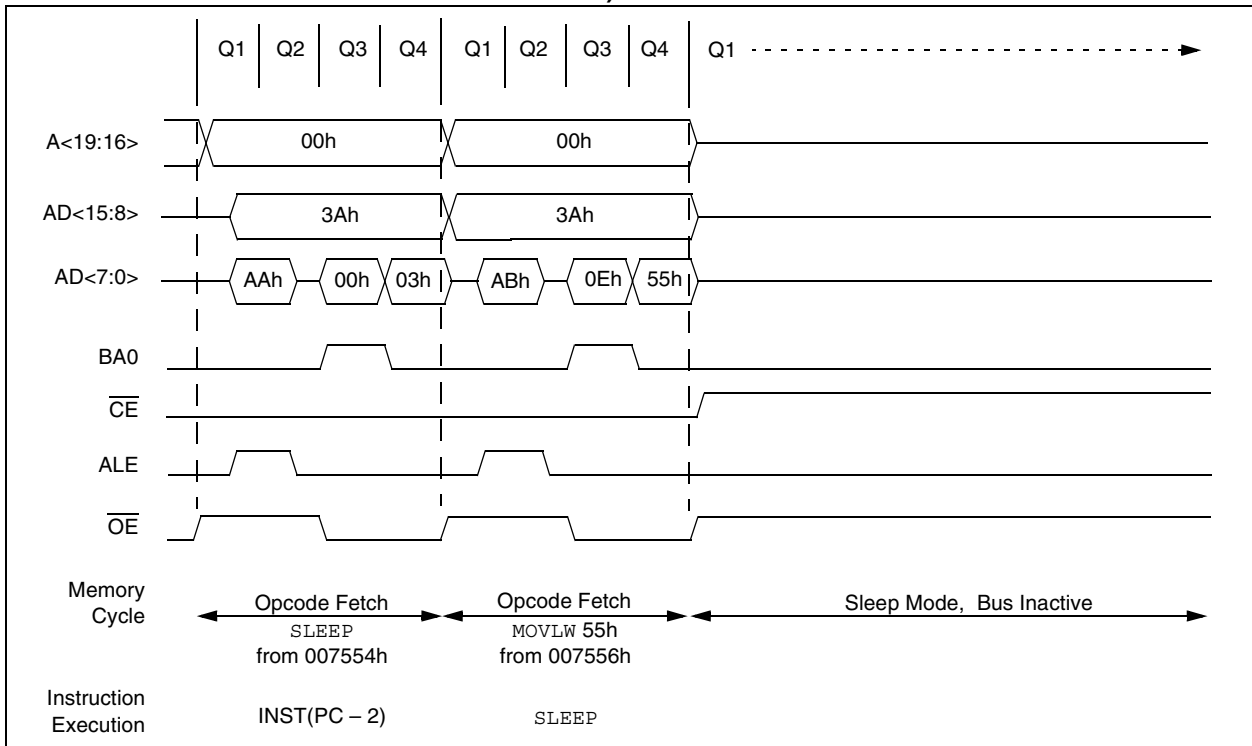 Q1 Q2 Q3 Q4 Q1 Q2 Q3 Q4 Q1
A<19:16> 00h 00h
AD<15:8> 3Ah 3Ah
AD<7:0> AAh 00h 03h ABh 0Eh 55h
BA0
CE
ALE
OE
Memory
Cycle
Opcode Fetch
SLEEP
from 007554h
Opcode Fetch
MOVLW 55h
from 007556h
Sleep Mode, Bus Inactive
Instruction
Execution
INST(PC – 2) SLEEP